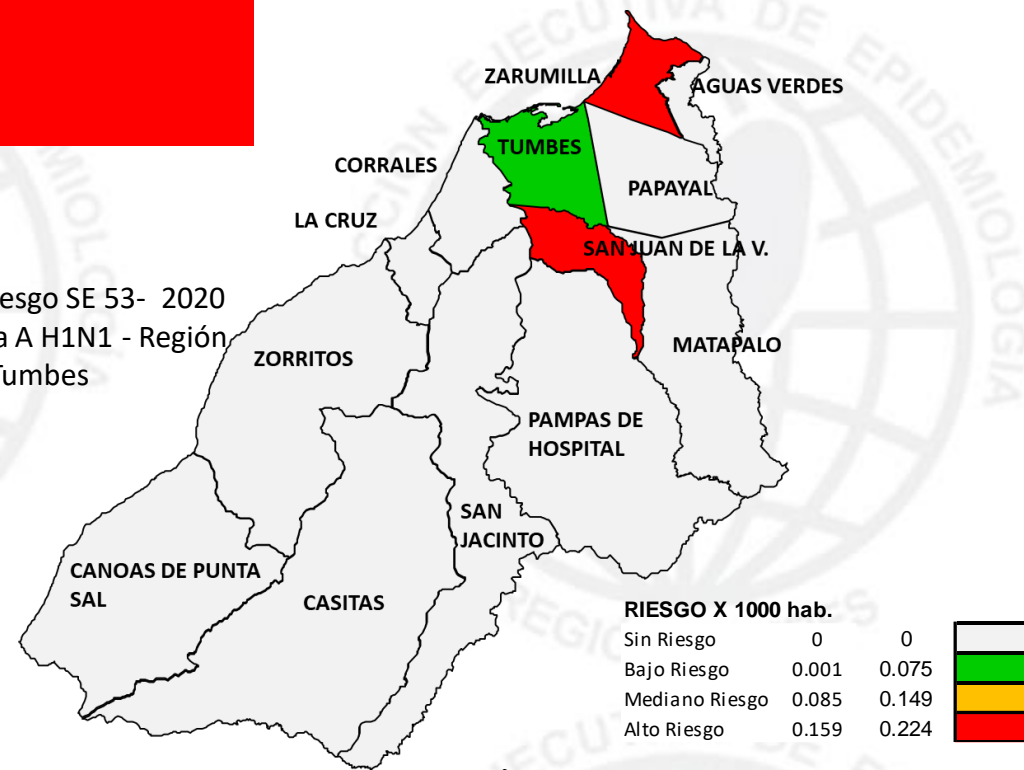 ZARUMILLA
AGUAS VERDES
TUMBES
CORRALES
PAPAYAL
LA CRUZ
SAN JUAN DE LA V.
esgo SE 53- 2020
a A H1N1 - Región
Tumbes
ZORRITOS
MATAPALO
PAMPAS DE
HOSPITAL
SAN
JACINTO
CANOAS DE PUNTA
SAL
CASITAS
RIESGO X 1000 hab.
Sin Riesgo 0 0
Bajo Riesgo 0.001 0.075
Mediano Riesgo 0.085 0.149
Alto Riesgo 0.159 0.224